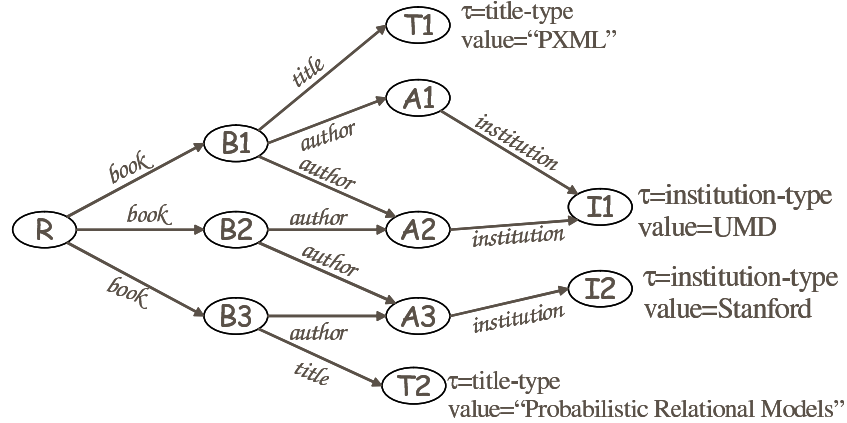 T1
τ=title-type
value=“PXML”
title
A1
B1
author
institution
book
author
I1
τ=institution-type
value=UMD
R
book
B2
author
A2
institution
author
I2
τ=institution-type
value=Stanford
book
B3
author
A3
institution
title
T2
τ=title-type
value=“Probabilistic Relational Models”